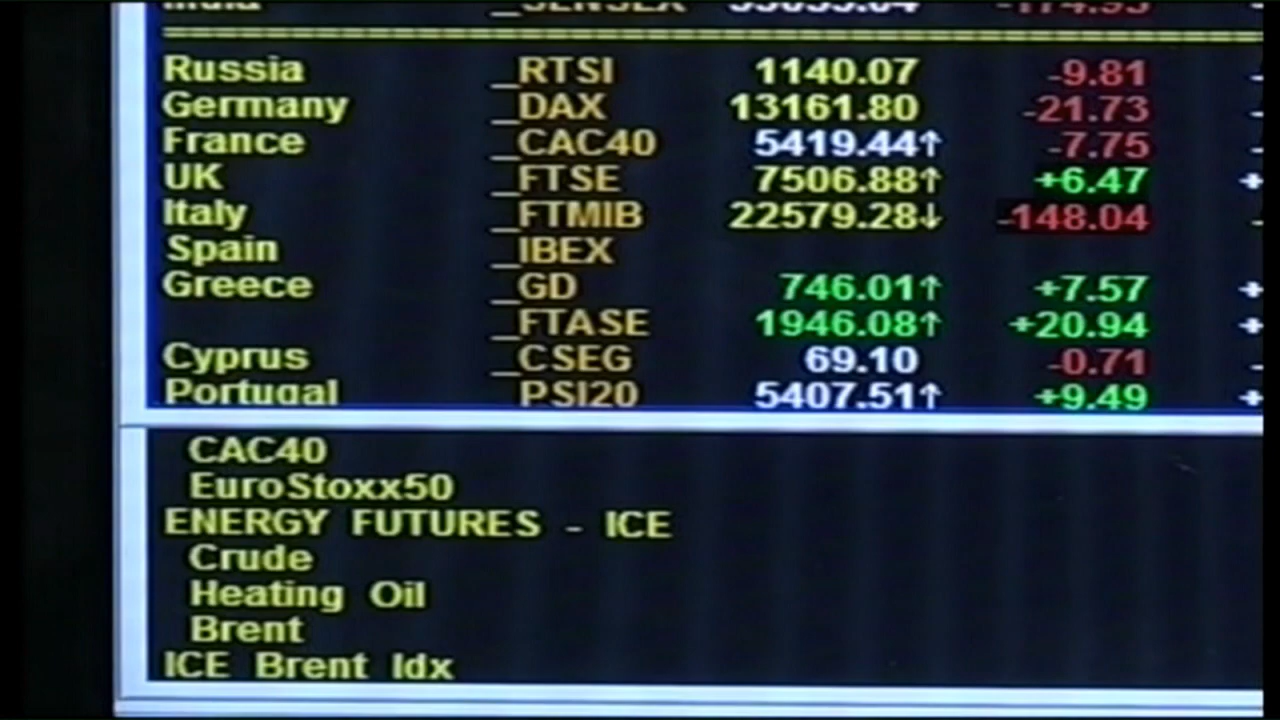 Russia _RTSI 1140.07 -9.81 -
Germany _DAX 13161.80 -21.73 -
France _CAC40 5419.44↑ -7.75 -
UK _FTSE 7506.88↑ +6.47 +
Italy _FTMIB 22579.28↓ -148.04 -
Spain _IBEX
Greece _GD 746.01↑ +7.57 +
_FTASE 1946.08↑ +20.94 +
Cyprus _CSEG 69.10 -0.71 -
Portugal PSI20 5407.51↑ +9.49 +
CAC40
EuroStoxx50
ENERGY FUTURES - ICE
Crude
Heating Oil
Brent
ICE Brent Idx